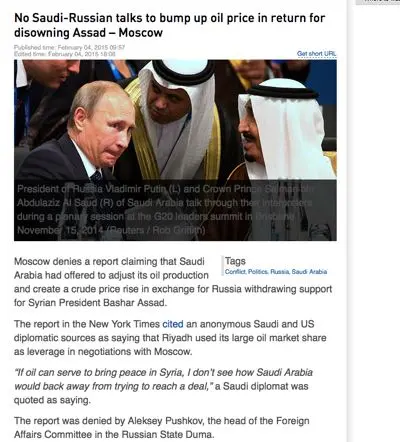 No Saudi-Russian talks to bump up oil price in return for
disowning Assad – Moscow
Published time: February 04, 2015 09:57
Edited time: February 04, 2015 18:08
Get short URL
President of Russia Vladimir Putin (L) and Crown Prince Salman bin
Abdulaziz Al Saud (R) of Saudi Arabia talk through their interpreters
during a plenary session at the G20 leaders summit in Brisbane
November 15, 2014 (Reuters / Rob Griffith)
Moscow denies a report claiming that Saudi
Arabia had offered to adjust its oil production
and create a crude price rise in exchange for Russia withdrawing support
for Syrian President Bashar Assad.
Tags
Conflict, Politics, Russia, Saudi Arabia
The report in the New York Times cited an anonymous Saudi and US
diplomatic sources as saying that Riyadh used its large oil market share
as leverage in negotiations with Moscow.
“If oil can serve to bring peace in Syria, I don’t see how Saudi Arabia
would back away from trying to reach a deal,” a Saudi diplomat was
quoted as saying.
The report was denied by Aleksey Pushkov, the head of the Foreign
Affairs Committee in the Russian State Duma.